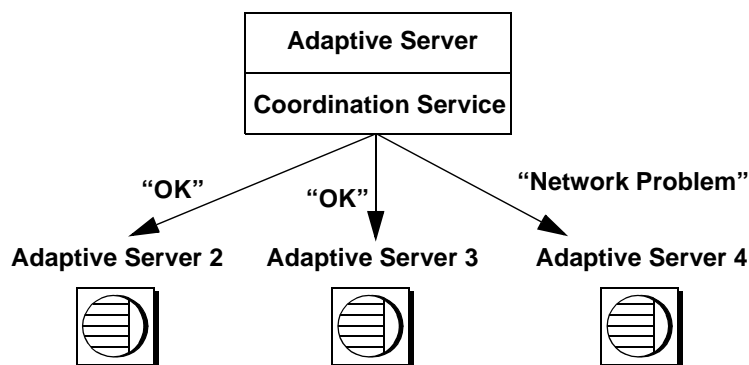 Adaptive Server
Coordination Service
“OK”
“OK”
“Network Problem”
Adaptive Server 2
Adaptive Server 3
Adaptive Server 4